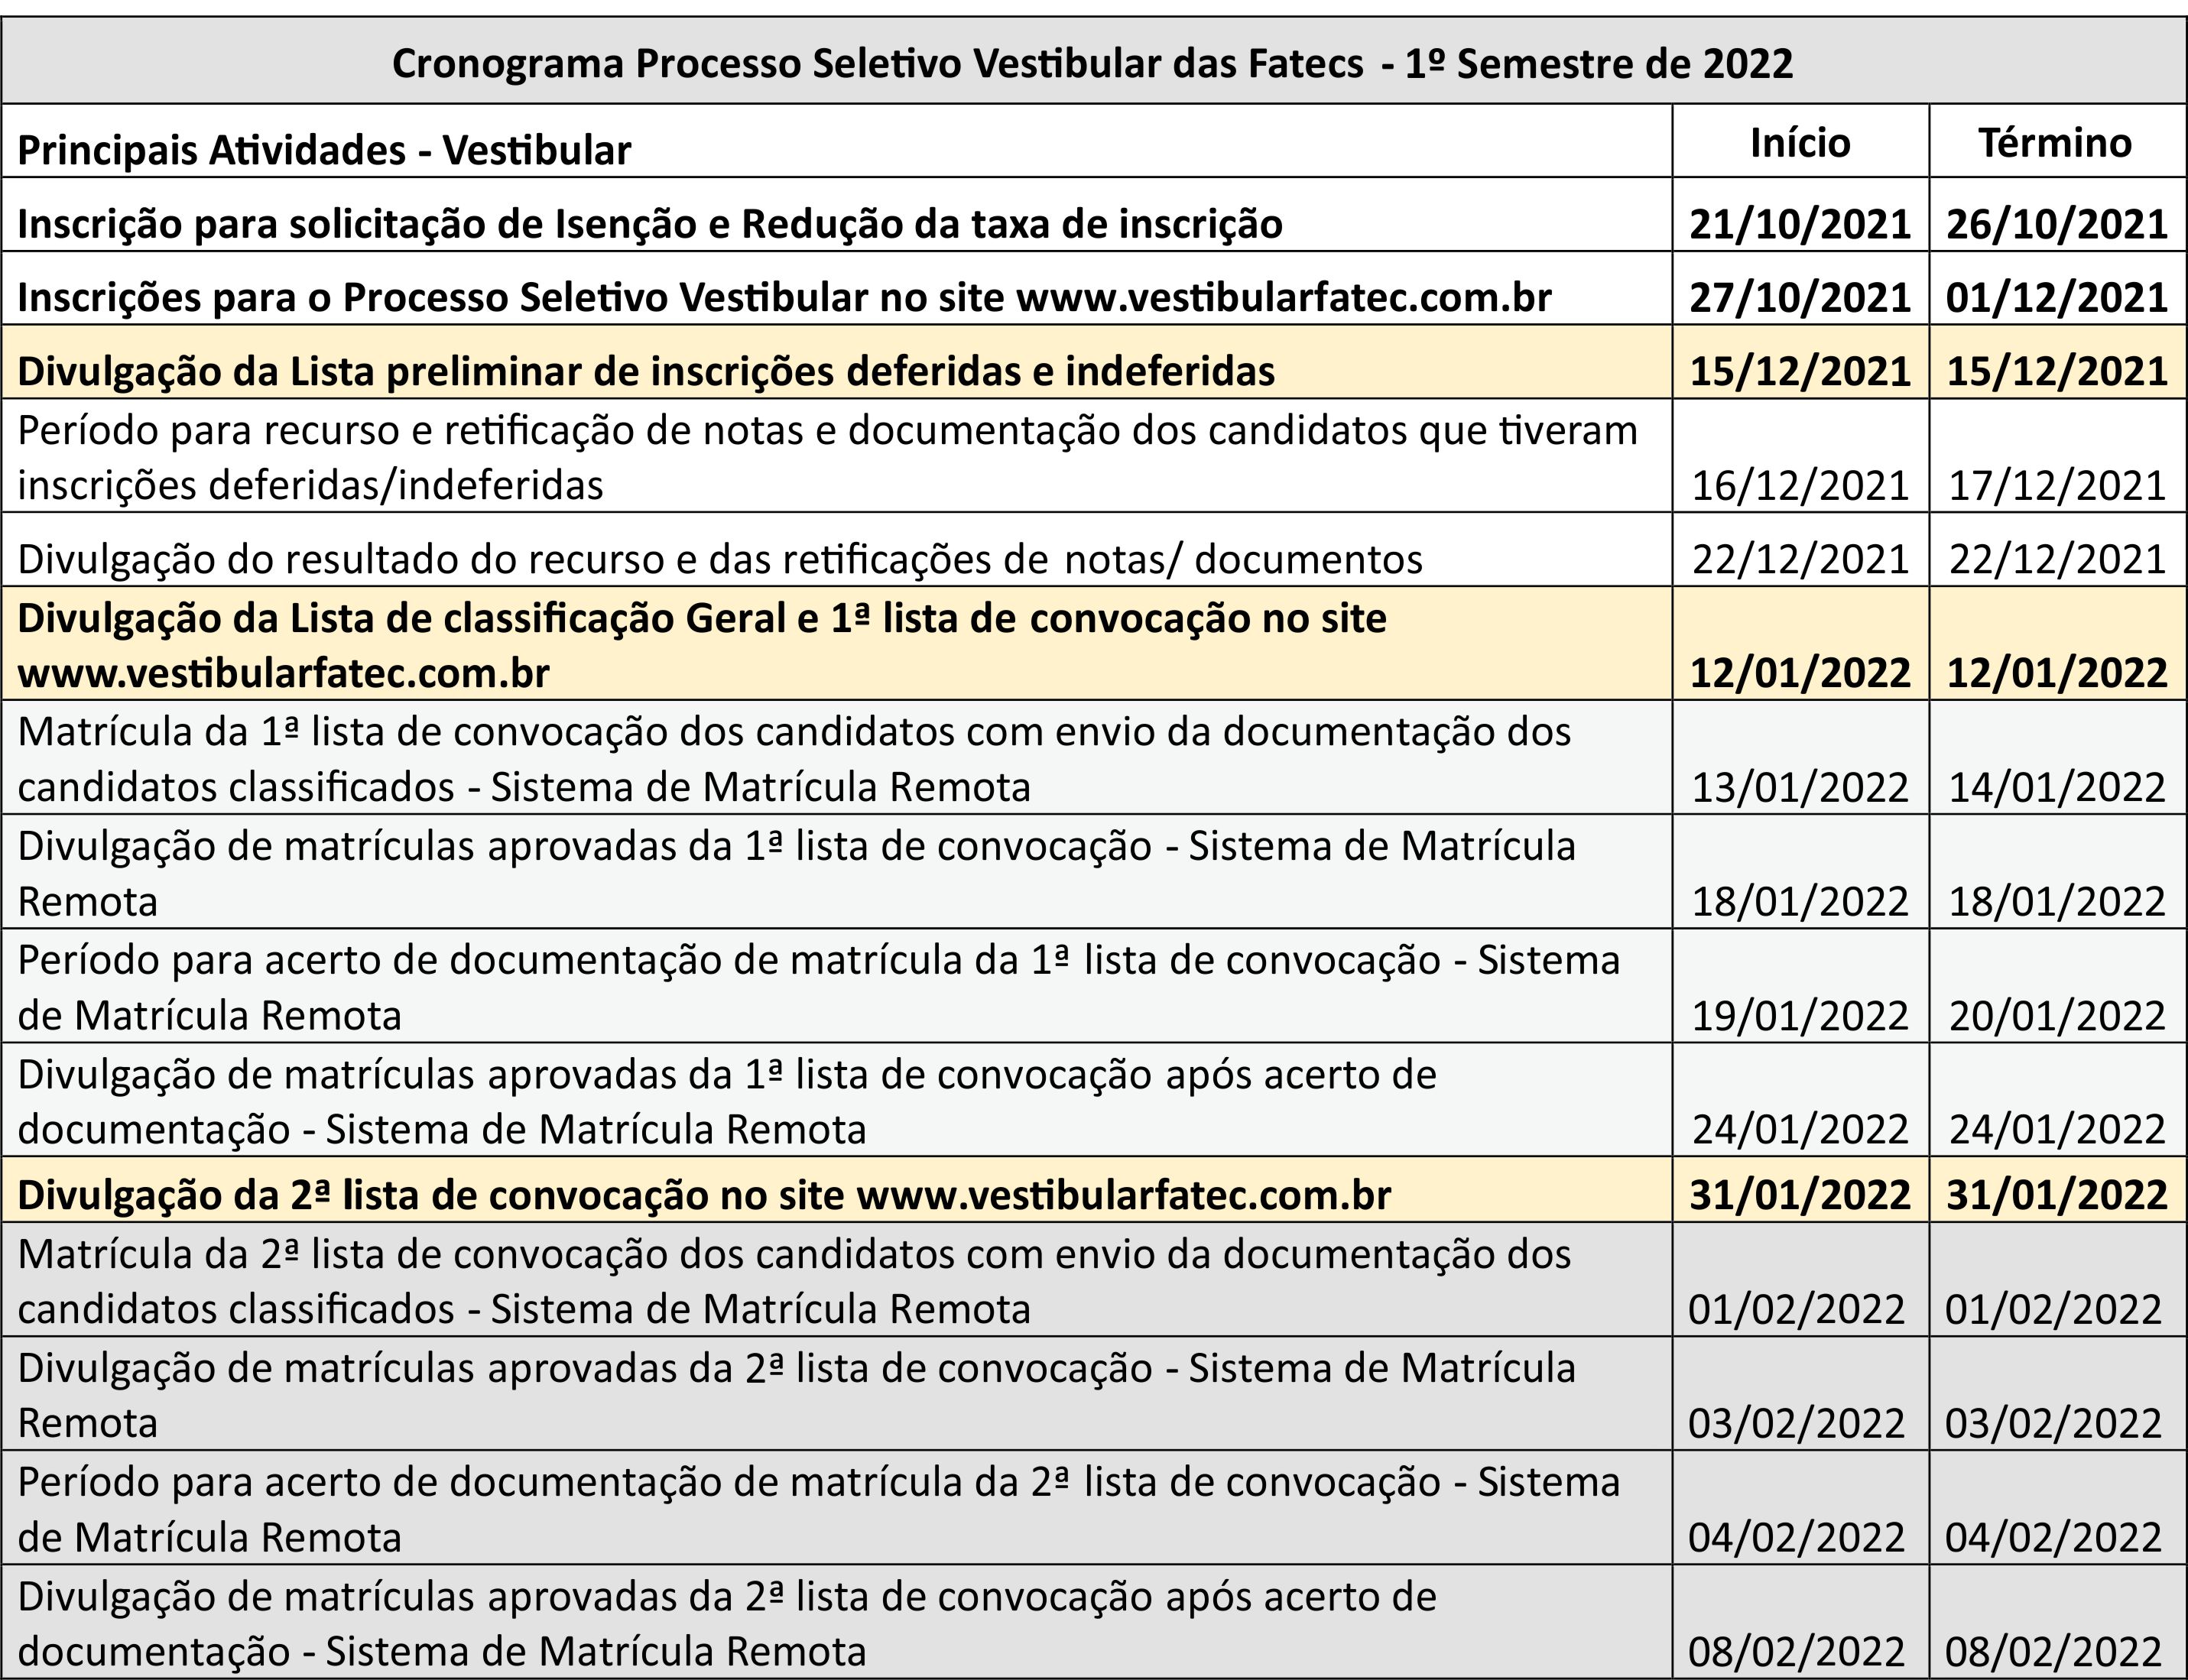 Cronograma Processo Seletivo Vestibular das Fatecs - 1º Semestre de 2022
Principais Atividades - Vestibular Início Término
Inscrição para solicitação de Isenção e Redução da taxa de inscrição 21/10/2021 26/10/2021
Inscrições para o Processo Seletivo Vestibular no site www.vestibularfatec.com.br 27/10/2021 01/12/2021
Divulgação da Lista preliminar de inscrições deferidas e indeferidas 15/12/2021 15/12/2021
Período para recurso e retificação de notas e documentação dos candidatos que tiveram
inscrições deferidas/indeferidas 16/12/2021 17/12/2021
Divulgação do resultado do recurso e das retificações de notas/ documentos 22/12/2021 22/12/2021
Divulgação da Lista de classificação Geral e 1ª lista de convocação no site
www.vestibularfatec.com.br 12/01/2022 12/01/2022
Matrícula da 1ª lista de convocação dos candidatos com envio da documentação dos
candidatos classificados - Sistema de Matrícula Remota 13/01/2022 14/01/2022
Divulgação de matrículas aprovadas da 1ª lista de convocação - Sistema de Matrícula
Remota 18/01/2022 18/01/2022
Período para acerto de documentação de matrícula da 1ª lista de convocação - Sistema
de Matrícula Remota 19/01/2022 20/01/2022
Divulgação de matrículas aprovadas da 1ª lista de convocação após acerto de
documentação - Sistema de Matrícula Remota 24/01/2022 24/01/2022
Divulgação da 2ª lista de convocação no site www.vestibularfatec.com.br 31/01/2022 31/01/2022
Matrícula da 2ª lista de convocação dos candidatos com envio da documentação dos
candidatos classificados - Sistema de Matrícula Remota 01/02/2022 01/02/2022
Divulgação de matrículas aprovadas da 2ª lista de convocação - Sistema de Matrícula
Remota 03/02/2022 03/02/2022
Período para acerto de documentação de matrícula da 2ª lista de convocação - Sistema
de Matrícula Remota 04/02/2022 04/02/2022
Divulgação de matrículas aprovadas da 2ª lista de convocação após acerto de
documentação - Sistema de Matrícula Remota 08/02/2022 08/02/2022